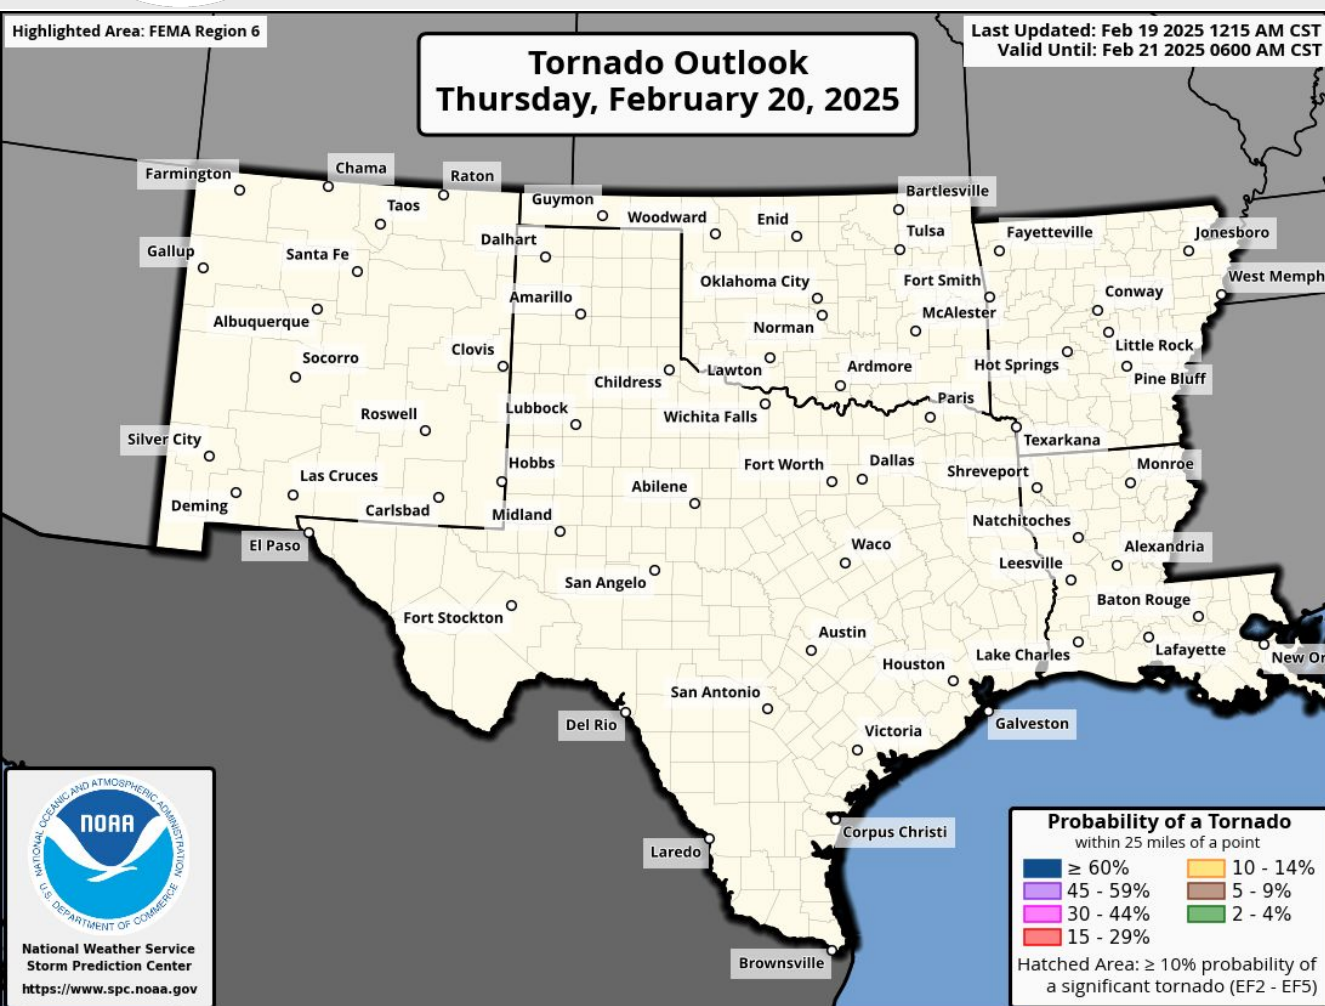 Highlighted Area: FEMA Region 6
Last Updated: Feb 19 2025 1215 AM CST
Valid Until: Feb 21 2025 0600 AM CST
Tornado Outlook
Thursday, February 20, 2025
Farmington
Chama
Raton
Taos
Guymon
Woodward
Enid
Bartlesville
Tulsa
Fayetteville
Jonesboro
Gallup
Santa Fe
Dalhart
Oklahoma City
Fort Smith
West Memph
Amarillo
Conway
Albuquerque
Norman
McAlester
Little Rock
Socorro
Clovis
Childress
Lawton
Ardmore
Hot Springs
Pine Bluff
Roswell
Lubbock
Wichita Falls
Paris
Texarkana
Silver City
Las Cruces
Hobbs
Fort Worth
Dallas
Shreveport
Monroe
Deming
Carlsbad
Abilene
Midland
Natchitoches
El Paso
Waco
Alexandria
San Angelo
Leesville
Fort Stockton
Baton Rouge
Austin
Houston
Lake Charles
Lafayette
New Or
San Antonio
Del Rio
Victoria
Galveston
Corpus Christi
Laredo
Brownsville
NATIONAL OCEANIC AND ATMOSPHERIC ADMINISTRATION
NOAA
U.S. DEPARTMENT OF COMMERCE
National Weather Service
Storm Prediction Center
https://www.spc.noaa.gov
Probability of a Tornado
within 25 miles of a point
≥ 60%
45 - 59%
30 - 44%
15 - 29%
10 - 14%
5 - 9%
2 - 4%
Hatched Area: ≥ 10% probability of
a significant tornado (EF2 - EF5)